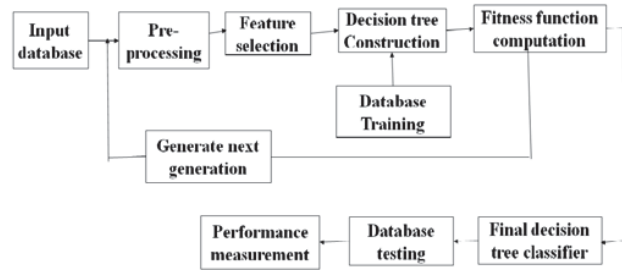 Input
database
Pre-
processing
Feature
selection
Decision tree
Construction
Fitness function
computation
Database
Training
Generate next
generation
Performance
measurement
Database
testing
Final decision
tree classifier